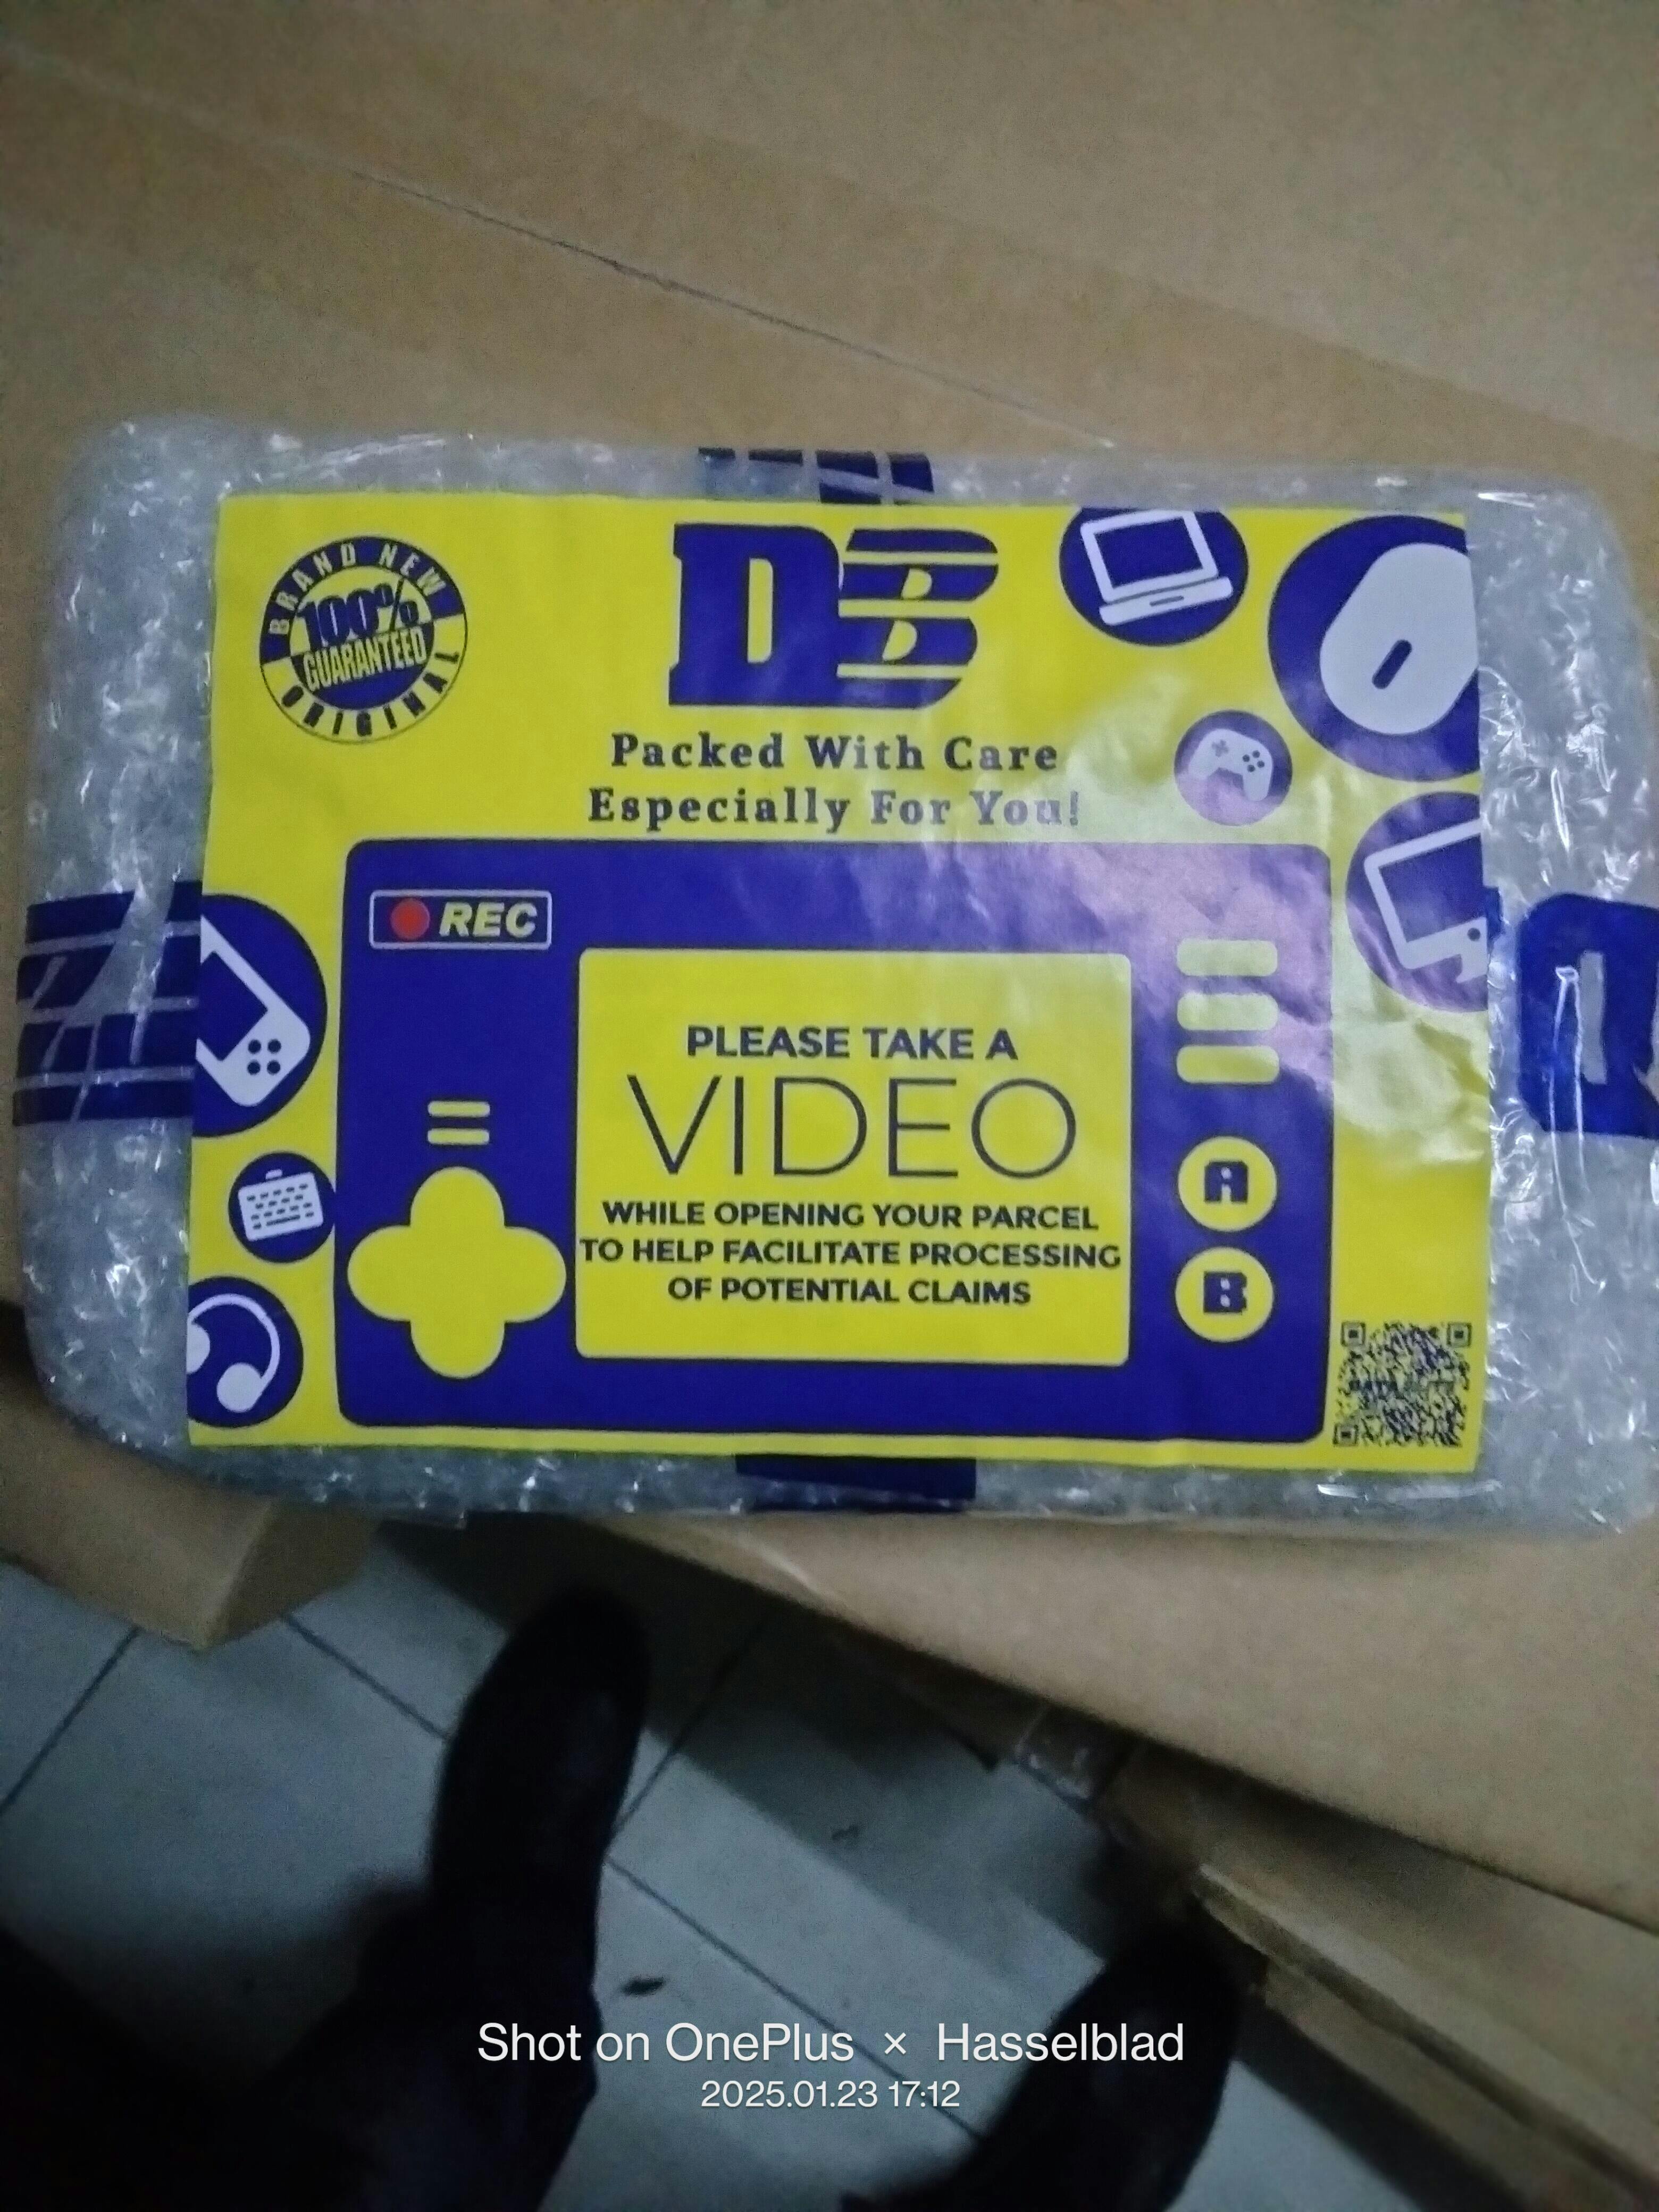 BRAND NEW
100%
GUARANTEED
ORIGINAL
DB
Packed With Care
Especially For You!
REC
PLEASE TAKE A
VIDEO
WHILE OPENING YOUR PARCEL
TO HELP FACILITATE PROCESSING
OF POTENTIAL CLAIMS
A
B
Shot on OnePlus × Hasselblad
2025.01.23 17:12